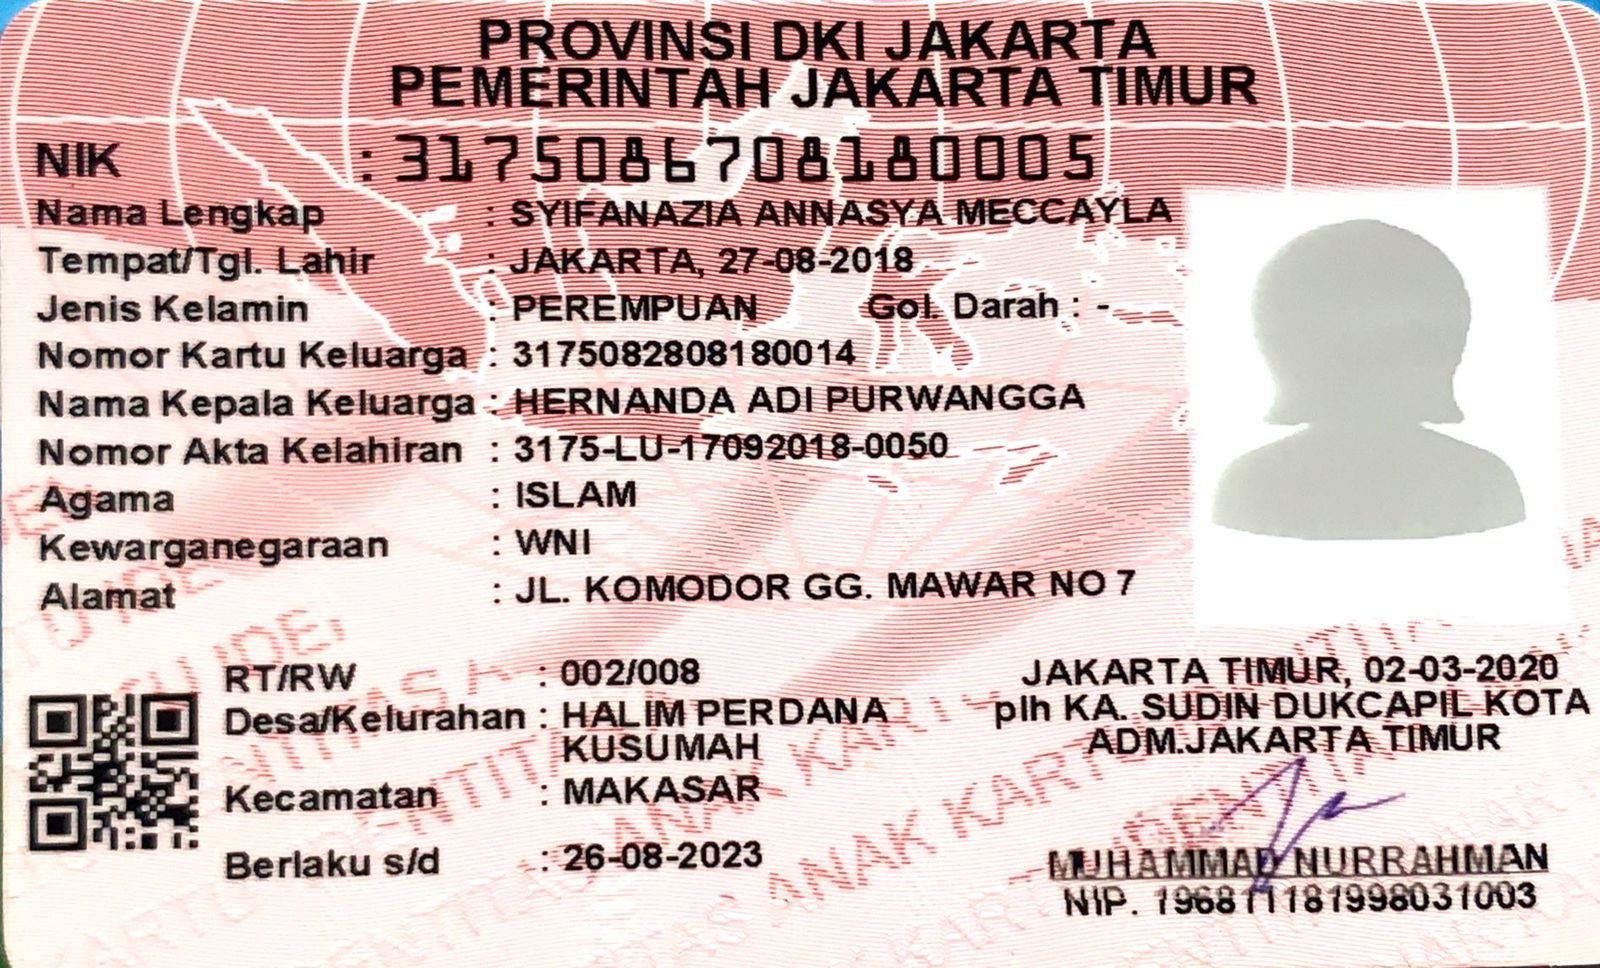 PROVINSI DKI JAKARTA
PEMERINTAH JAKARTA TIMUR
NIK : 3175086708180005
Nama Lengkap : SYIFANAZIA ANNASYA MECCAYLA
Tempat/Tgl. Lahir : JAKARTA, 27-08-2018
Jenis Kelamin : PEREMPUAN Gol. Darah : -
Nomor Kartu Keluarga : 3175082808180014
Nama Kepala Keluarga : HERNANDA ADI PURWANGGA
Nomor Akta Kelahiran : 3175-LU-17092018-0050
Agama : ISLAM
Kewarganegaraan : WNI
Alamat : JL. KOMODOR GG. MAWAR NO 7
RT/RW : 002/008
Desa/Kelurahan : HALIM PERDANA
KUSUMAH
Kecamatan : MAKASAR
Berlaku s/d : 26-08-2023
JAKARTA TIMUR, 02-03-2020
plh KA. SUDIN DUKCAPIL KOTA
ADM.JAKARTA TIMUR
MUHAMMAD NURRAHMAN
NIP. 196811181998031003